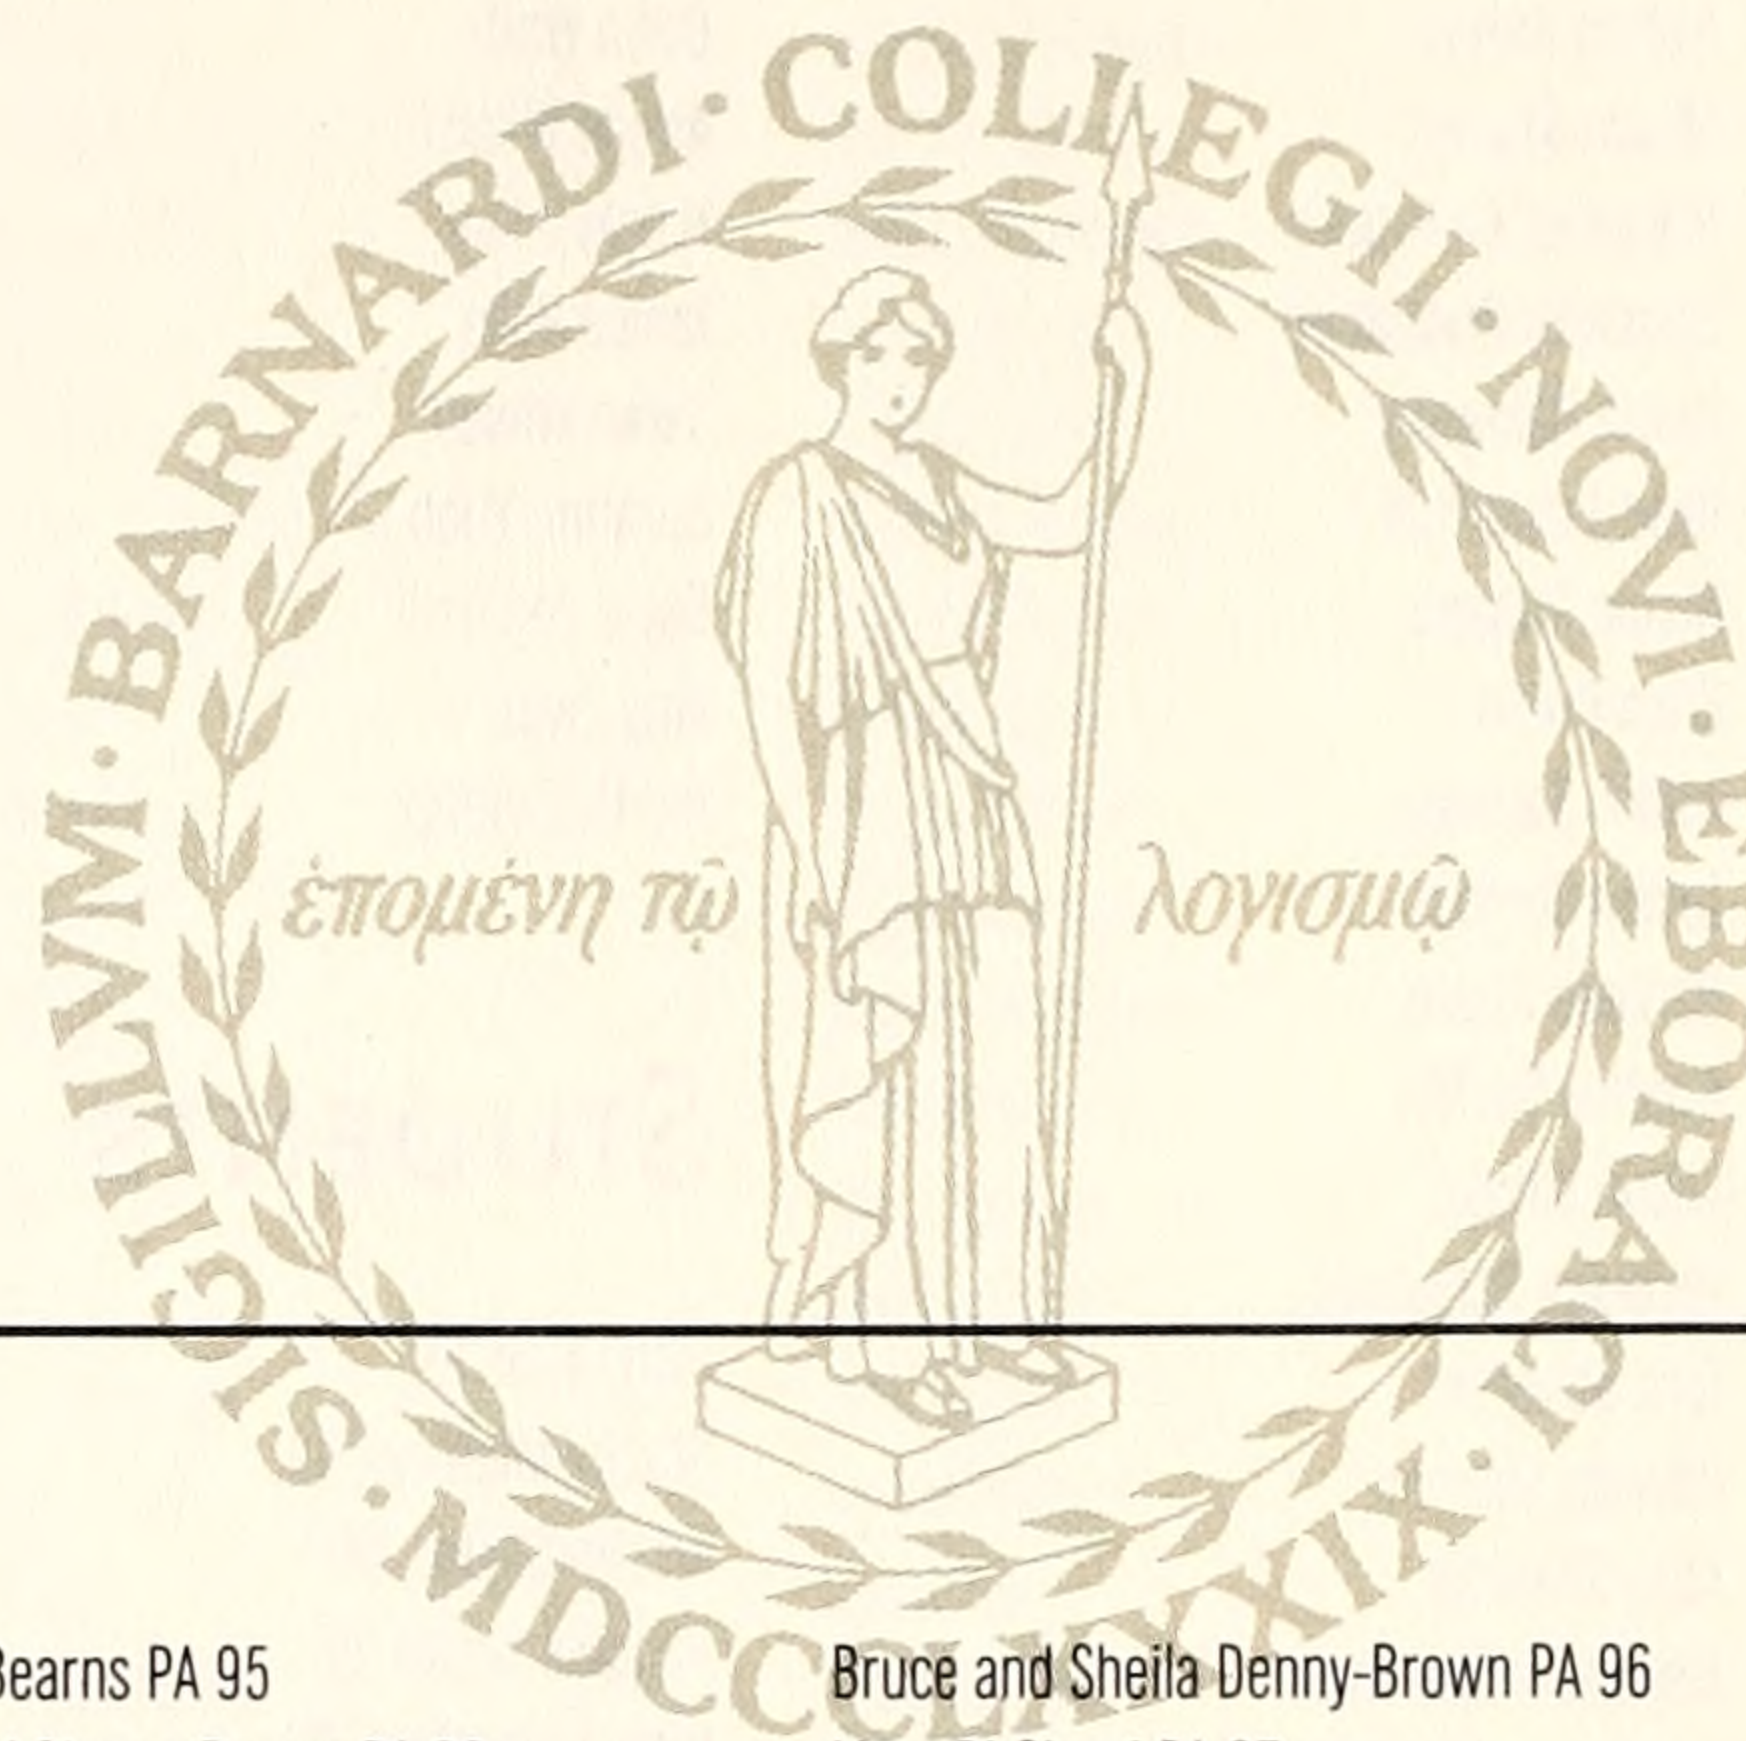 SIGILLVM · BARNARDI · COLLEGII · NOVI · EBORACI · MDCCCLXXXIX
ἑπομένη τῷ λογισμῷ
Bearns PA 95
Bruce and Sheila Denny-Brown PA 96